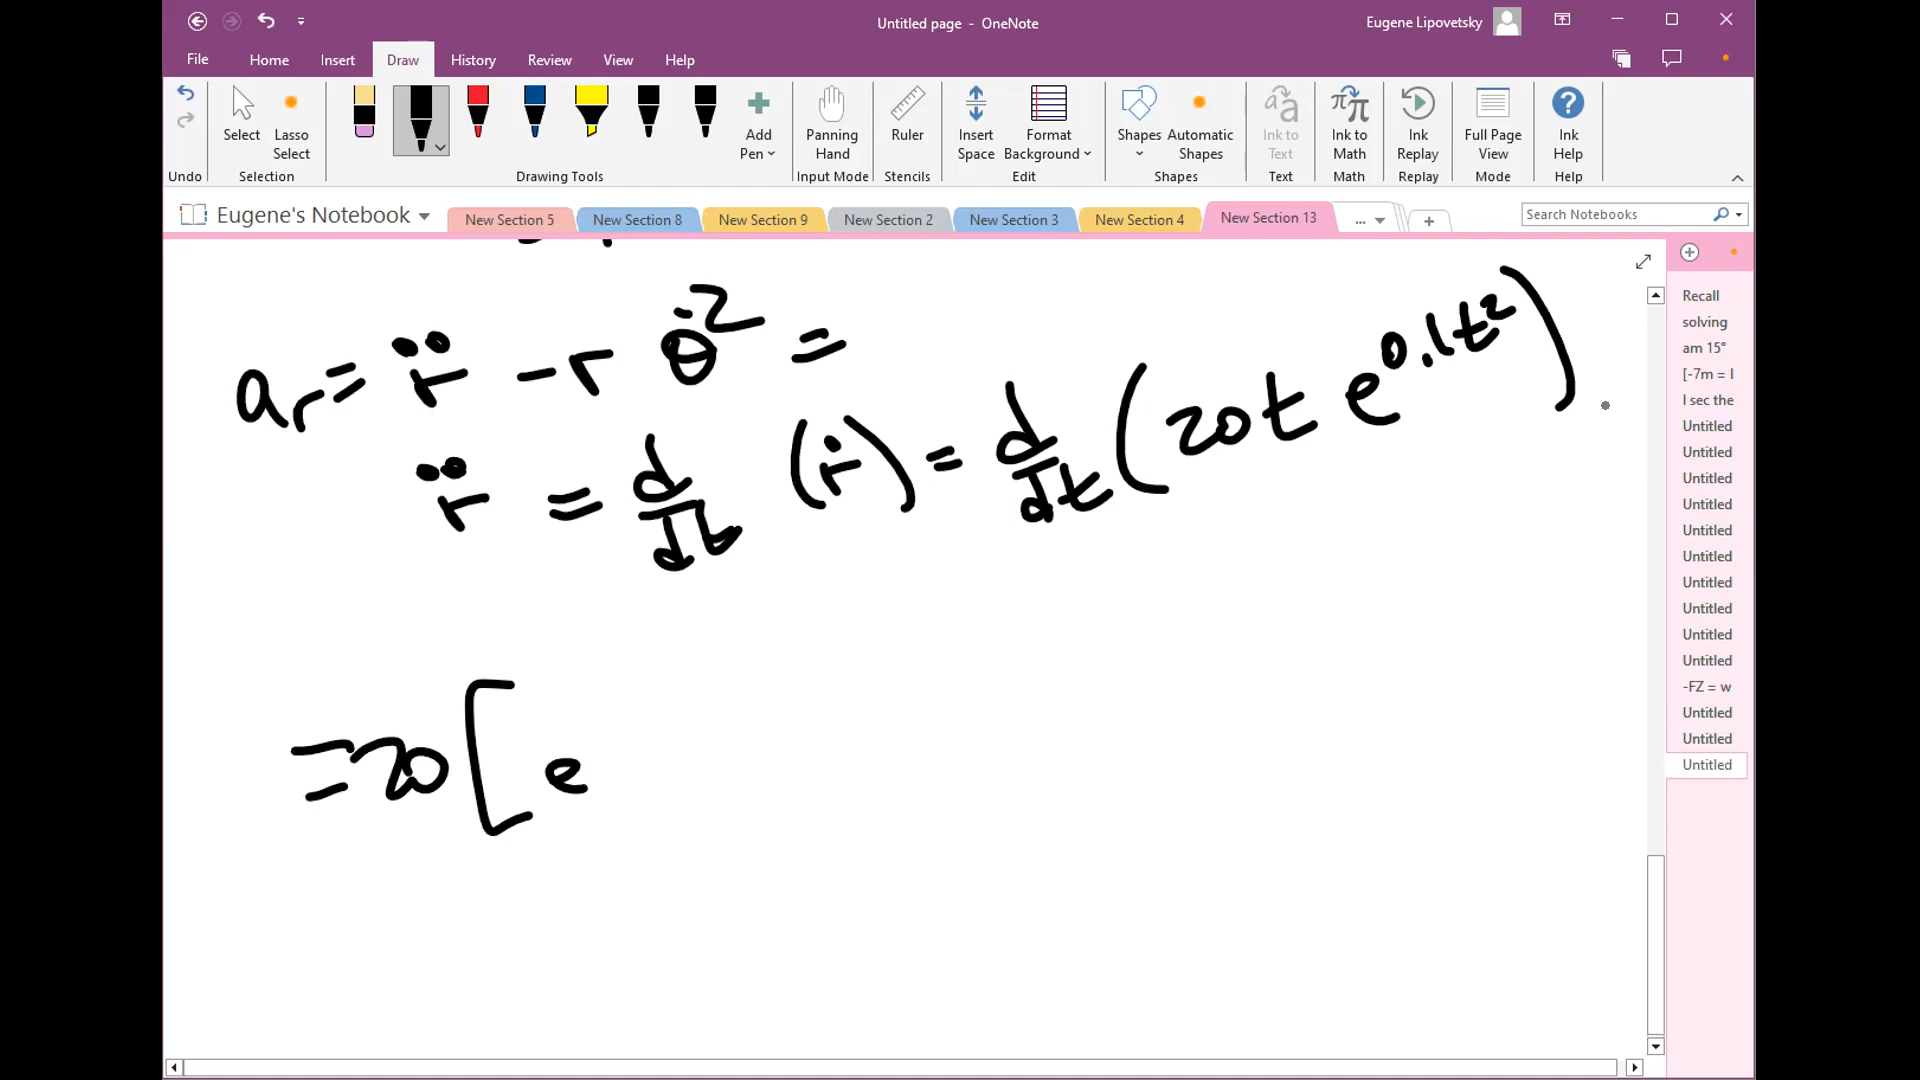 Untitled page - OneNote
Eugene Lipovetsky
File Home Insert Draw History Review View Help
Select
Lasso Select
Add Pen
Panning Hand
Ruler
Insert Space
Format Background
Shapes
Automatic Shapes
Ink to Text
Ink to Math
Ink Replay
Full Page View
Ink Help
Undo Selection Drawing Tools Input Mode Stencils Edit Shapes Text Math Replay Mode Help
Eugene's Notebook New Section 5 New Section 8 New Section 9 New Section 2 New Section 3 New Section 4 New Section 13 ... + Search Notebooks
a_r = r̈ - r θ̇² =
r̈ = d/dt (ṙ) = d/dt (20t e^0.1t²)
= 20 [ e
Recall
solving
am 15°
[-7m = I
I sec the
Untitled
Untitled
Untitled
Untitled
Untitled
Untitled
Untitled
Untitled
Untitled
Untitled
-FZ = w
Untitled
Untitled
Untitled